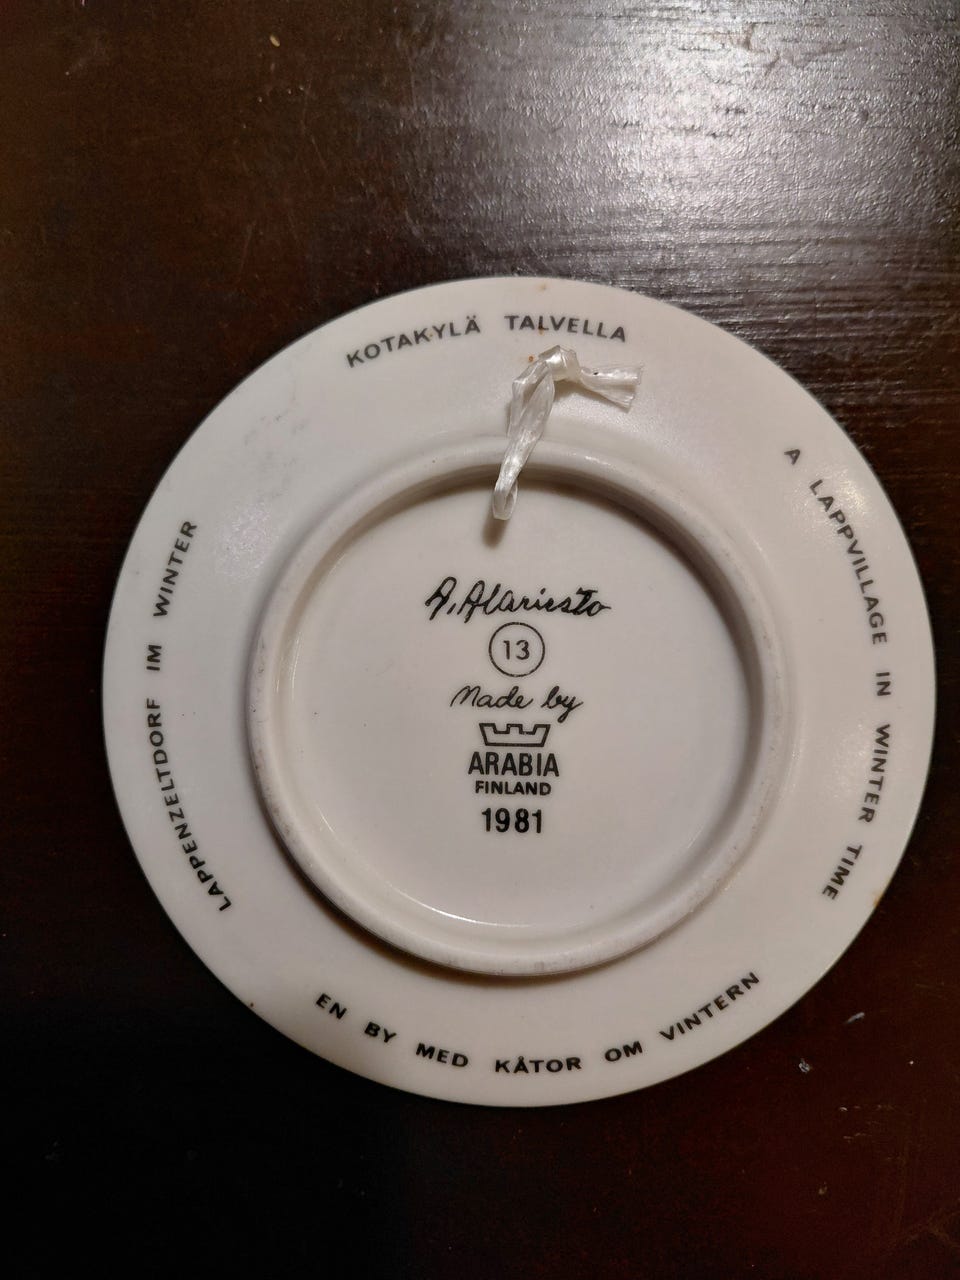 KOTAKYLÄ TALVELLA
A LAPPVILLAGE IN WINTER TIME
EN BY MED KÅTOR OM VINTERN
LAPPENZELTDORF IM WINTER
A. Alariesto
13
Made by
ARABIA
FINLAND
1981